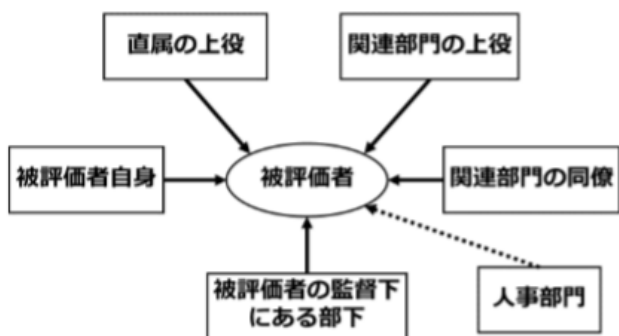 直属の上役
関連部門の上役
被評価者自身
被評価者
関連部門の同僚
被評価者の監督下
にある部下
人事部門